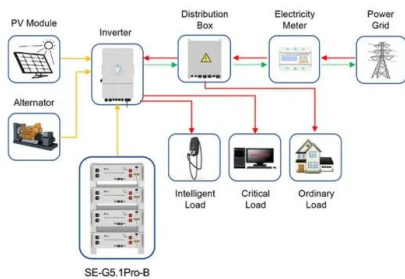 PV Module
Inverter
Distribution
Box
Electricity
Meter
Power
Grid
Alternator
Intelligent
Load
Critical
Load
Ordinary
Load
SE-G5.1Pro-B